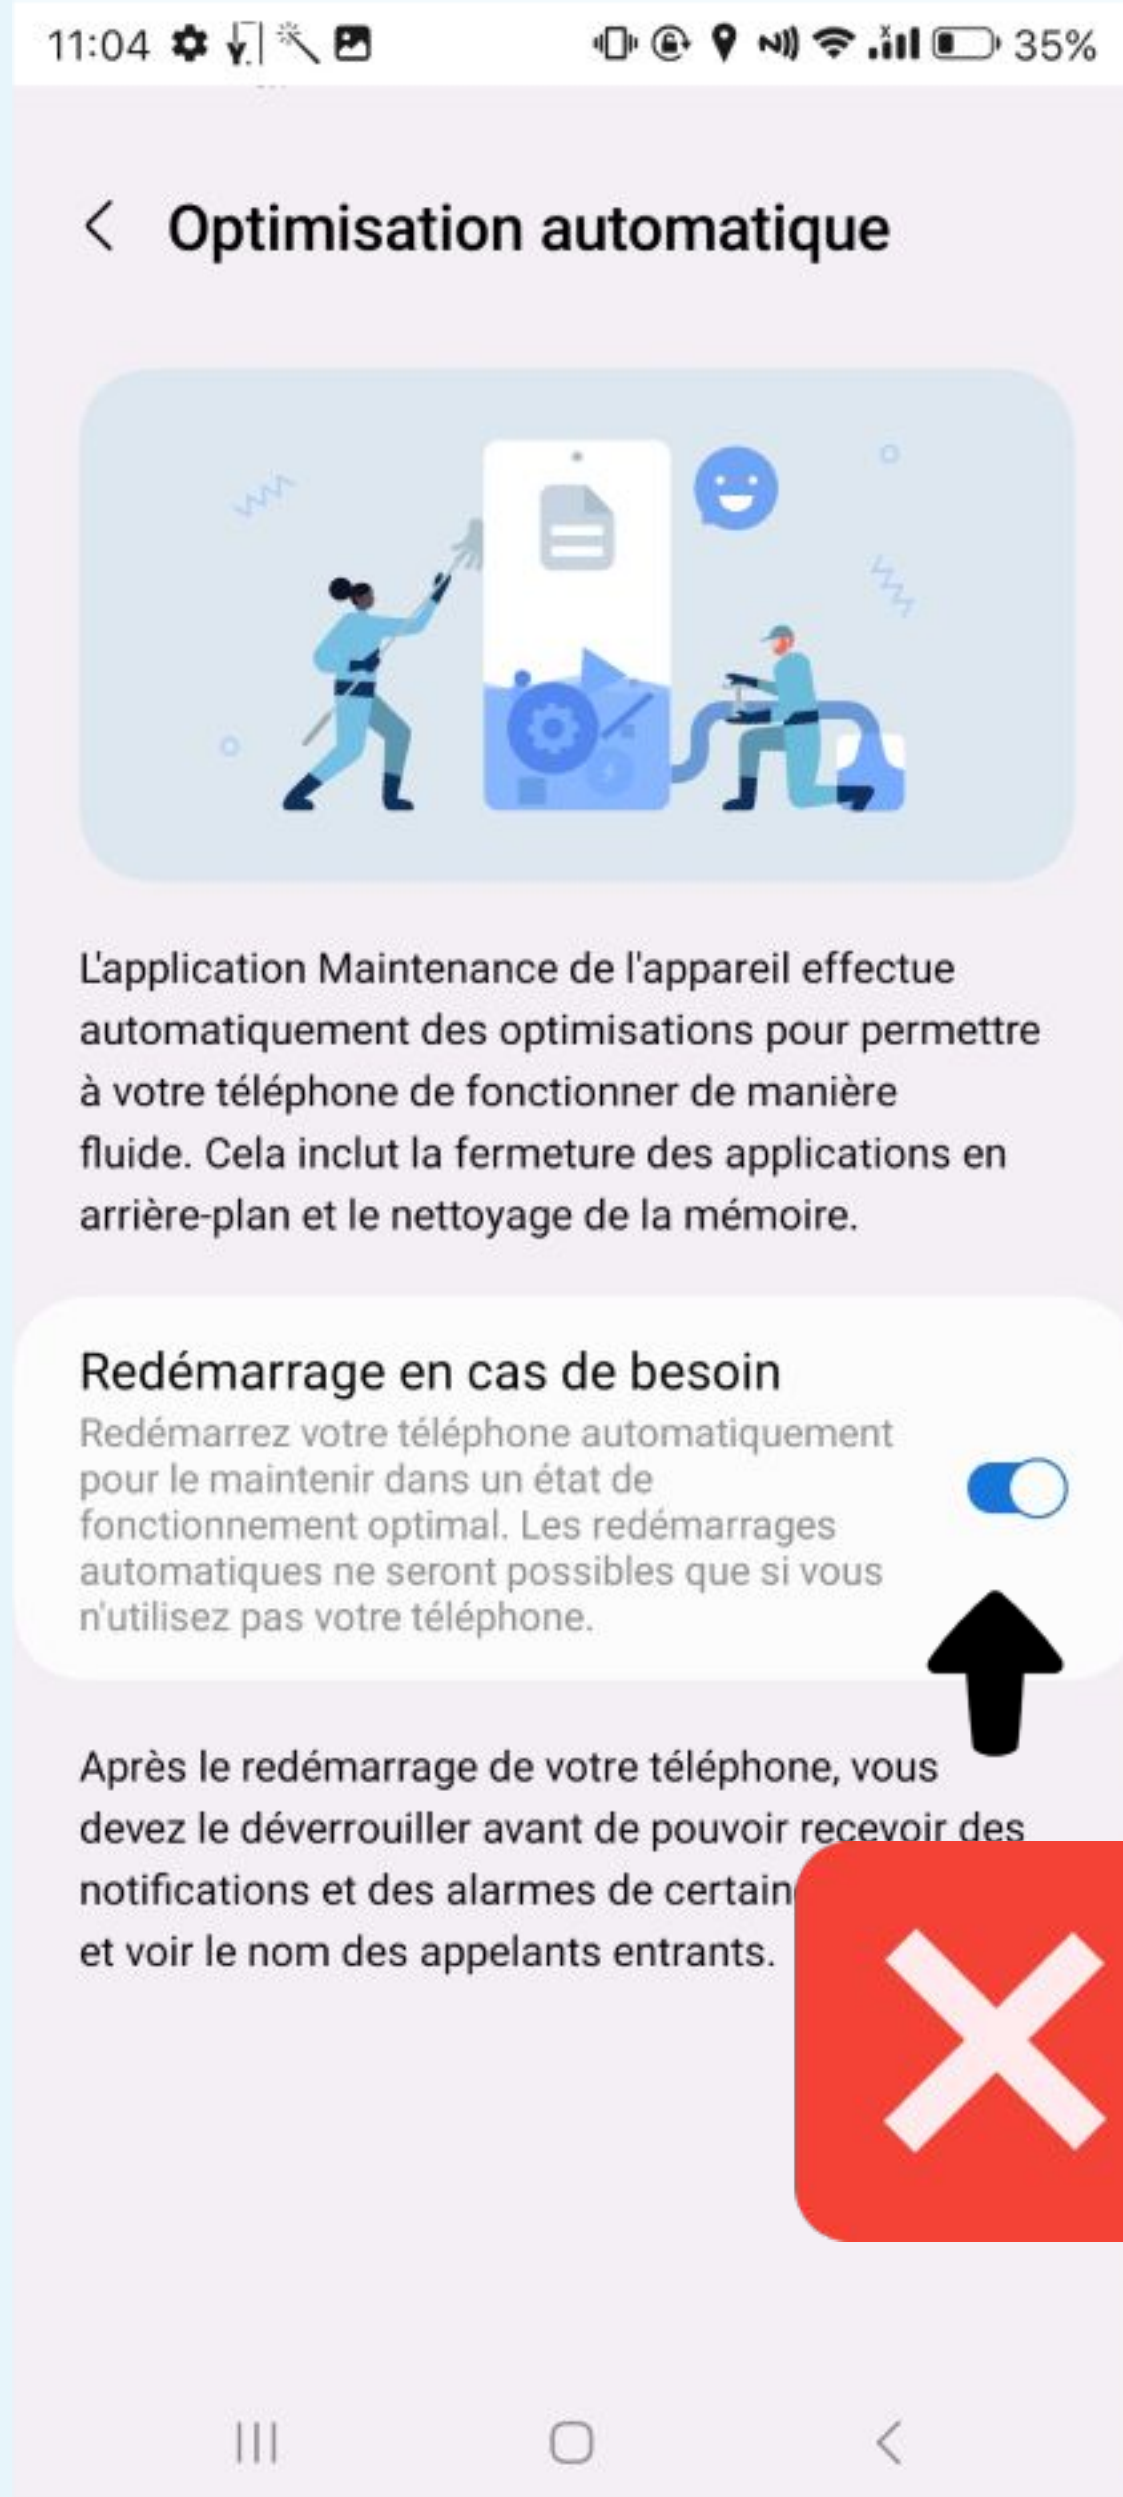 11:04 35%
Optimisation automatique
L'application Maintenance de l'appareil effectue
automatiquement des optimisations pour permettre
à votre téléphone de fonctionner de manière
fluide. Cela inclut la fermeture des applications en
arrière-plan et le nettoyage de la mémoire.
Redémarrage en cas de besoin
Redémarrez votre téléphone automatiquement
pour le maintenir dans un état de
fonctionnement optimal. Les redémarrages
automatiques ne seront possibles que si vous
n'utilisez pas votre téléphone.
Après le redémarrage de votre téléphone, vous
devez le déverrouiller avant de pouvoir recevoir des
notifications et des alarmes de
et voir le nom des appelants entrants.